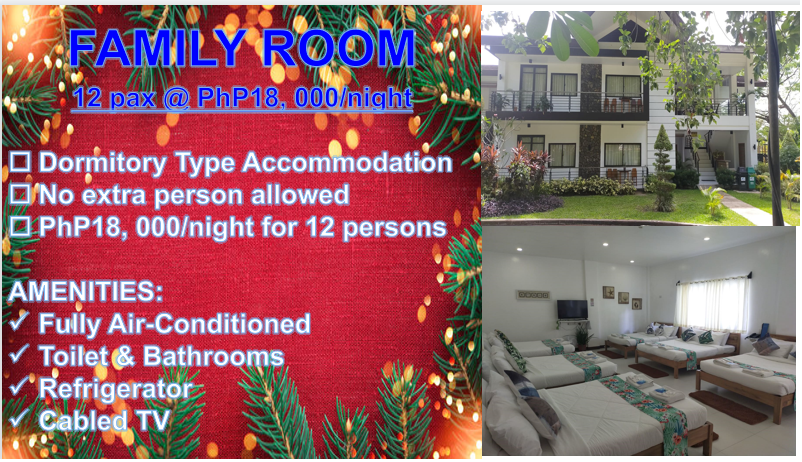 FAMILY ROOM
12 pax @ PhP18, 000/night
Dormitory Type Accommodation
No extra person allowed
PhP18, 000/night for 12 persons
AMENITIES:
Fully Air-Conditioned
Toilet & Bathrooms
Refrigerator
Cabled TV